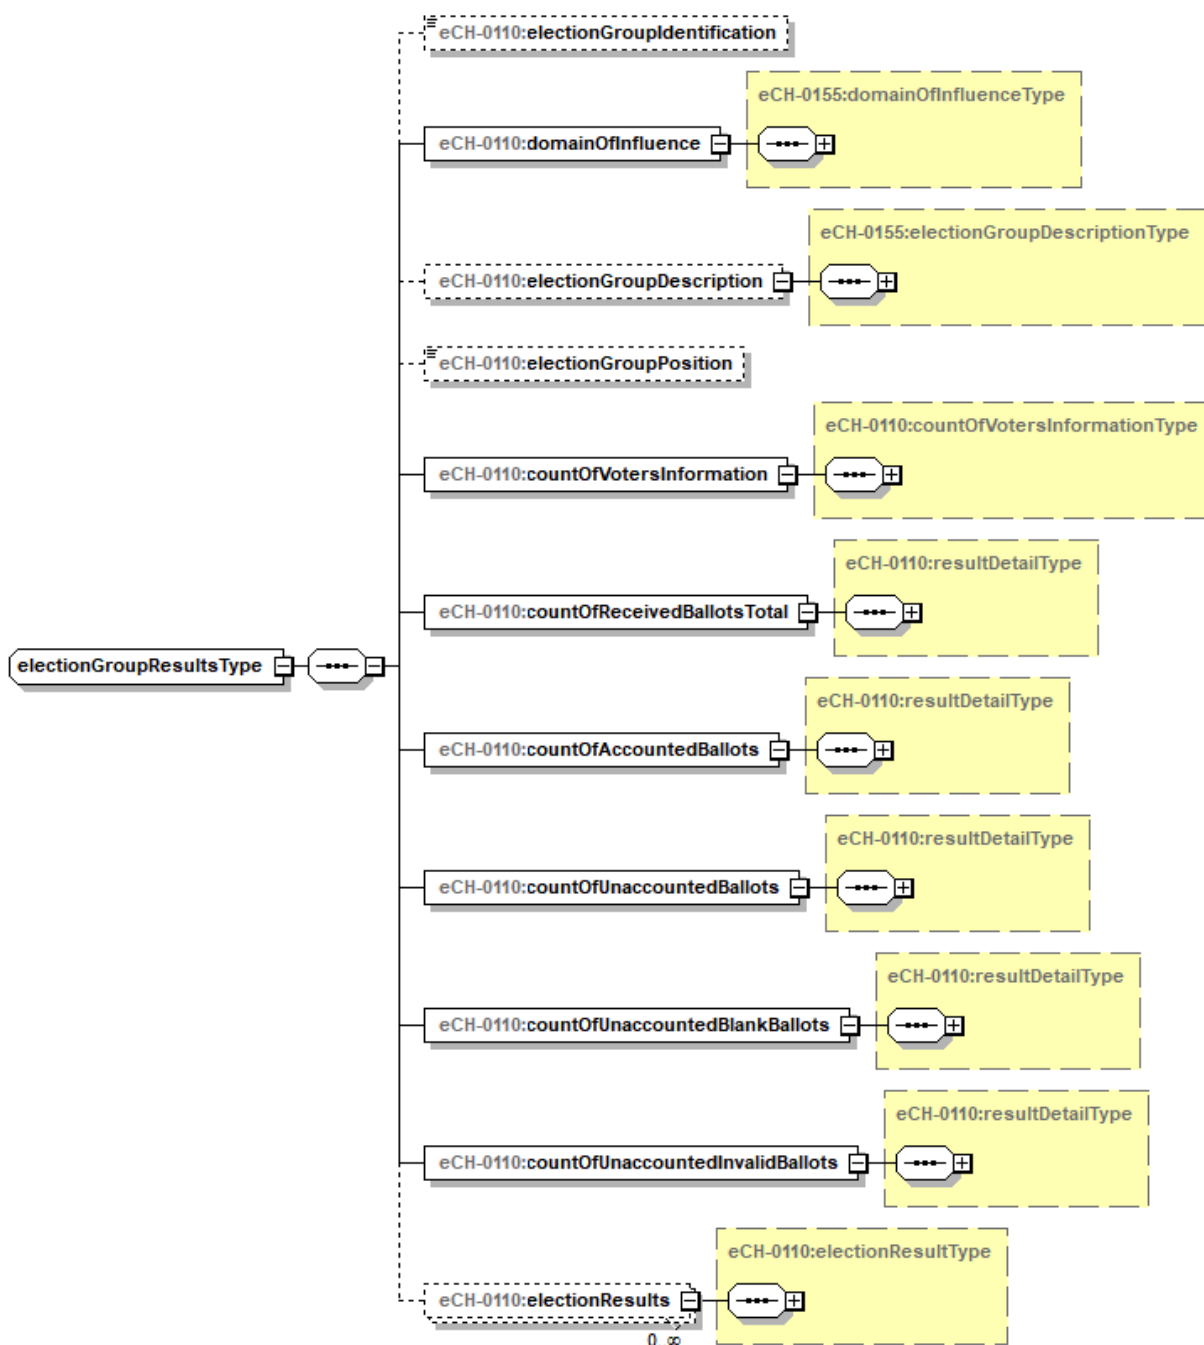 eCH-0110:electionGroupIdentification
eCH-0155:domainOfInfluenceType
eCH-0110:domainOfInfluence
eCH-0155:electionGroupDescriptionType
eCH-0110:electionGroupDescription
eCH-0110:electionGroupPosition
eCH-0110:countOfVotersInformationType
eCH-0110:countOfVotersInformation
eCH-0110:resultDetailType
eCH-0110:countOfReceivedBallotsTotal
electionGroupResultsType
eCH-0110:resultDetailType
eCH-0110:countOfAccountedBallots
eCH-0110:resultDetailType
eCH-0110:countOfUnaccountedBallots
eCH-0110:resultDetailType
eCH-0110:countOfUnaccountedBlankBallots
eCH-0110:resultDetailType
eCH-0110:countOfUnaccountedInvalidBallots
eCH-0110:electionResultType
eCH-0110:electionResults
0..∞